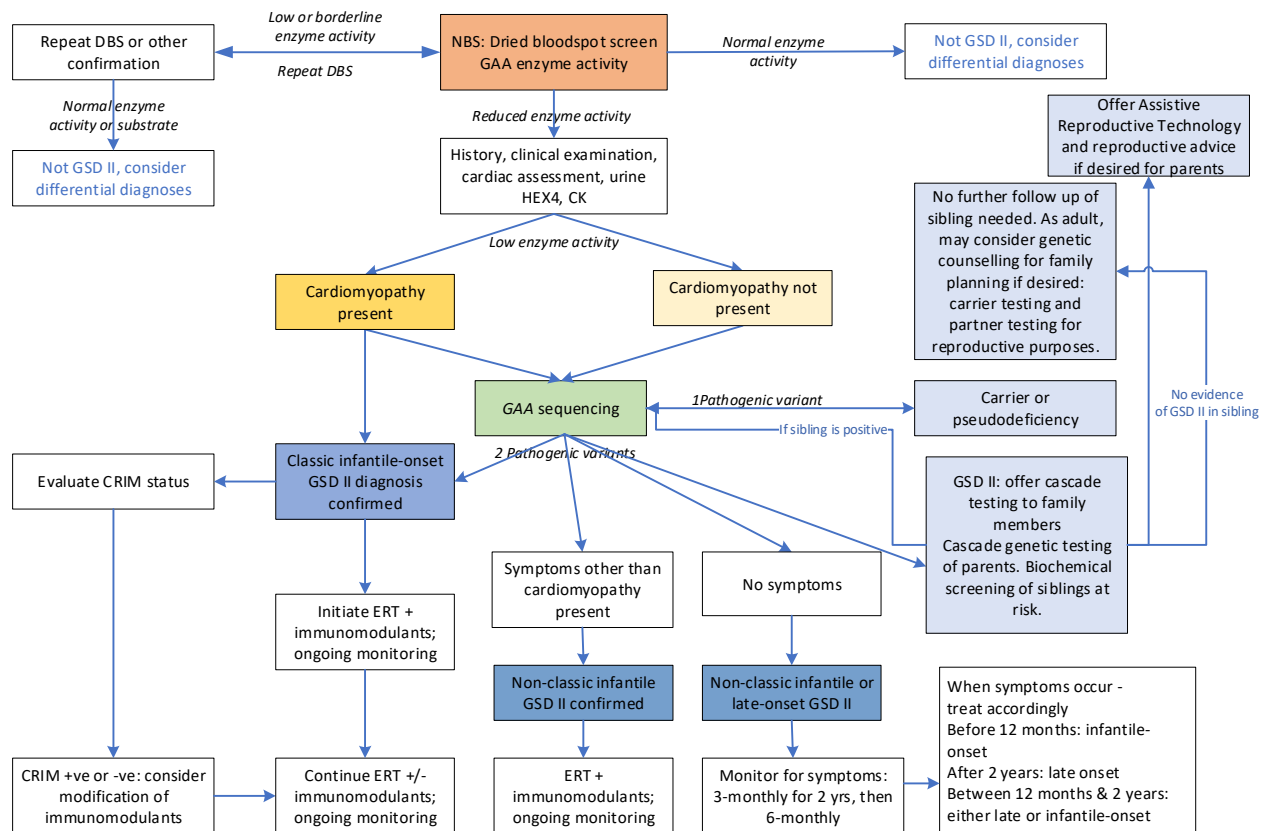 Low or borderline
enzyme activity
Repeat DBS or other
confirmation
NBS: Dried bloodspot screen
GAA enzyme activity
Normal enzyme
activity
Not GSD II, consider
differential diagnoses
Repeat DBS
Normal enzyme
activity or substrate
Not GSD II, consider
differential diagnoses
Reduced enzyme activity
History, clinical examination,
cardiac assessment, urine
HEX4, CK
Offer Assistive
Reproductive Technology
and reproductive advice
if desired for parents
No further follow up of
sibling needed. As adult,
may consider genetic
counselling for family
planning if desired:
carrier testing and
partner testing for
reproductive purposes.
Low enzyme activity
Cardiomyopathy
present
Cardiomyopathy not
present
GAA sequencing
1Pathogenic variant
Carrier or
pseudodeficiency
No evidence
of GSD II in sibling
If sibling is positive
2 Pathogenic variants
Evaluate CRIM status
Classic infantile-onset
GSD II diagnosis
confirmed
GSD II: offer cascade
testing to family
members
Cascade genetic testing
of parents. Biochemical
screening of siblings at
risk.
Symptoms other than
cardiomyopathy
present
No symptoms
Initiate ERT +
immunomodulants;
ongoing monitoring
Non-classic infantile
GSD II confirmed
Non-classic infantile or
late-onset GSD II
When symptoms occur -
treat accordingly
Before 12 months: infantile-
onset
After 2 years: late onset
Between 12 months & 2 years:
either late or infantile-onset
CRIM +ve or -ve: consider
modification of
immunomodulants
Continue ERT +/-
immunomodulants;
ongoing monitoring
ERT +
immunomodulants;
ongoing monitoring
Monitor for symptoms:
3-monthly for 2 yrs, then
6-monthly